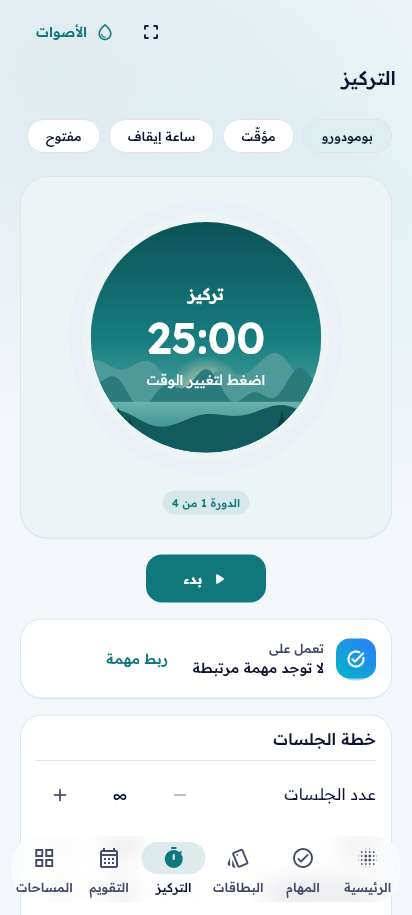 الأصوات
التركيز
بومودورو
مؤقّت
ساعة إيقاف
مفتوح
تركيز
25:00
اضغط لتغيير الوقت
الدورة 1 من 4
بدء
تعمل على
لا توجد مهمة مرتبطة
ربط مهمة
خطة الجلسات
عدد الجلسات
− ∞ +
الرئيسية
المهام
البطاقات
التركيز
التقويم
المساحات